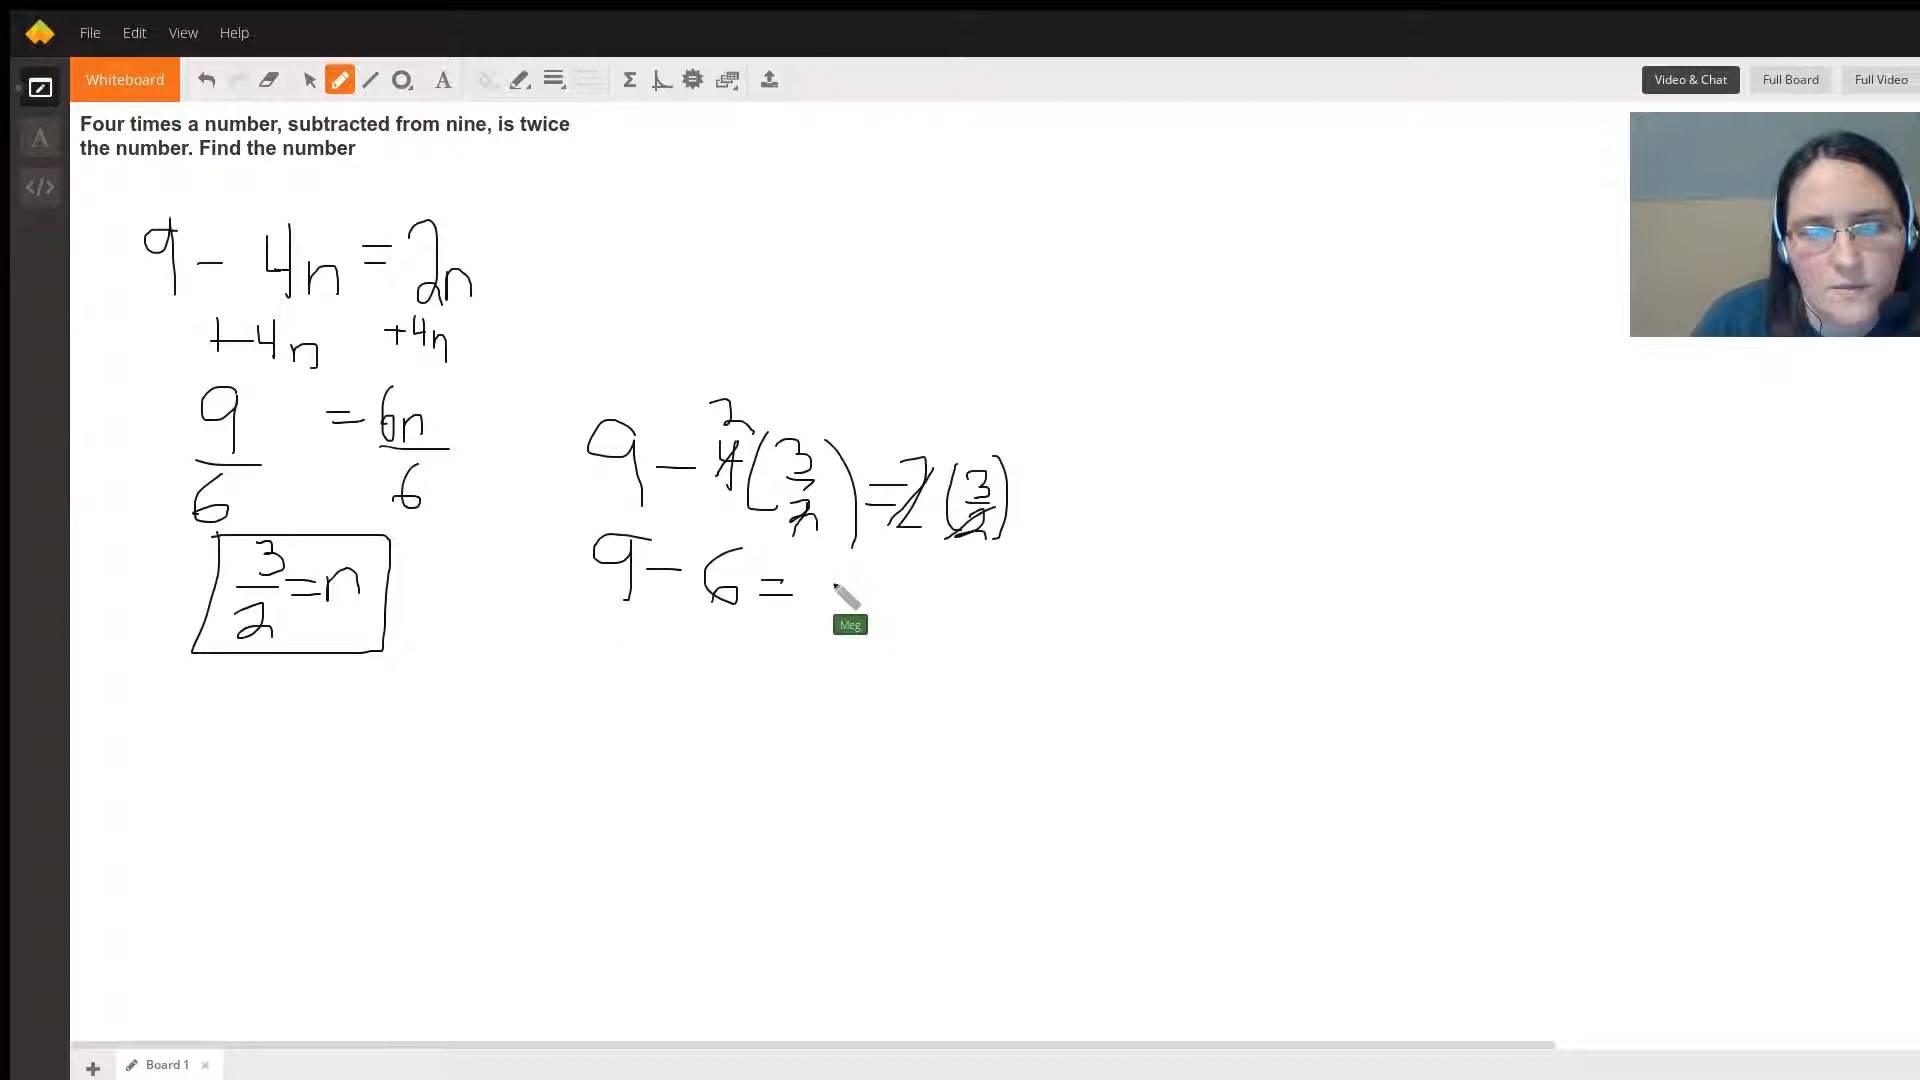 File Edit View Help
Whiteboard A Σ Video & Chat Full Board Full Video
A
</>
Four times a number, subtracted from nine, is twice
the number. Find the number
9 - 4n = 2n
+4n +4n
9/6 = 6n/6
3/2 = n
2
9 - 4(3/2) = 2(3/2)
9 - 6 =
Meg
+ Board 1 ×